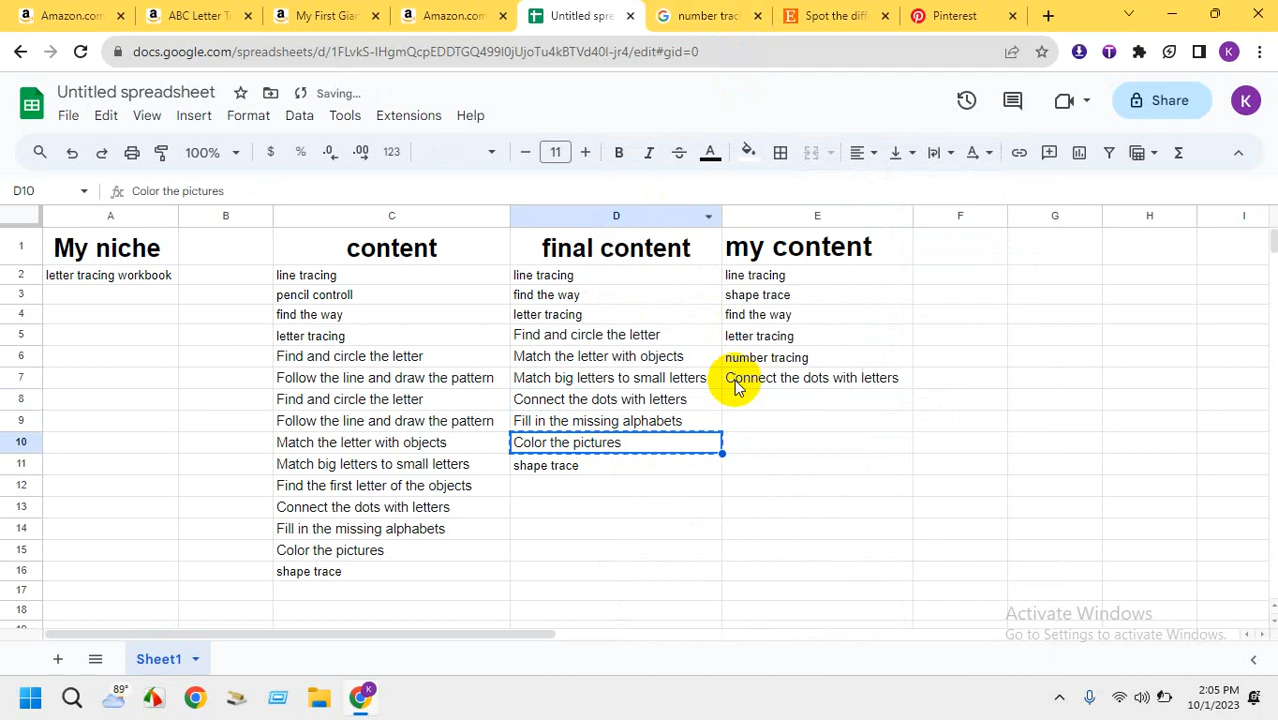 Amazon.com
ABC Letter T
My First Gian
Amazon.com
Untitled spre
number trac
Spot the diff
Pinterest
docs.google.com/spreadsheets/d/1FLvkS-IHgmQcpEDDTGQ499I0jUjoTu4kBTVd40I-jr4/edit#gid=0
K
Untitled spreadsheet
Saving...
File Edit View Insert Format Data Tools Extensions Help
Share
K
100%
$ % .0 .00 123
11
B I A
D10
fx Color the pictures
A B C D E F G H I
1 My niche content final content my content
2 letter tracing workbook line tracing line tracing line tracing
3 pencil controll find the way shape trace
4 find the way letter tracing find the way
5 letter tracing Find and circle the letter letter tracing
6 Find and circle the letter Match the letter with objects number tracing
7 Follow the line and draw the pattern Match big letters to small letters Connect the dots with letters
8 Find and circle the letter Connect the dots with letters
9 Follow the line and draw the pattern Fill in the missing alphabets
10 Match the letter with objects Color the pictures
11 Match big letters to small letters shape trace
12 Find the first letter of the objects
13 Connect the dots with letters
14 Fill in the missing alphabets
15 Color the pictures
16 shape trace
17
18
Activate Windows
Go to Settings to activate Windows.
Sheet1
89°
K
2:05 PM
10/1/2023